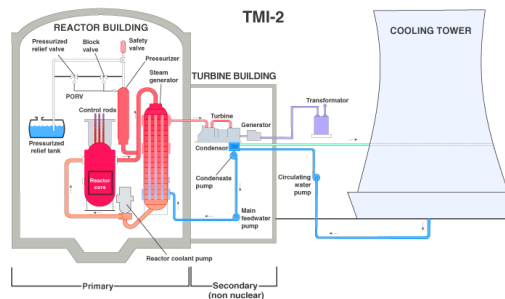 TMI-2
REACTOR BUILDING
COOLING TOWER
Pressurized
relief valve
Block
valve
Safety
valve
Pressurizer
Steam
generator
TURBINE BUILDING
PORV
Control rods
Turbine
Generator
Transformator
Pressurized
relief tank
Condensor
Reactor
core
Condensate
pump
Circulating
water
pump
Main
feedwater
pump
Reactor coolant pump
Primary
Secondary
(non nuclear)